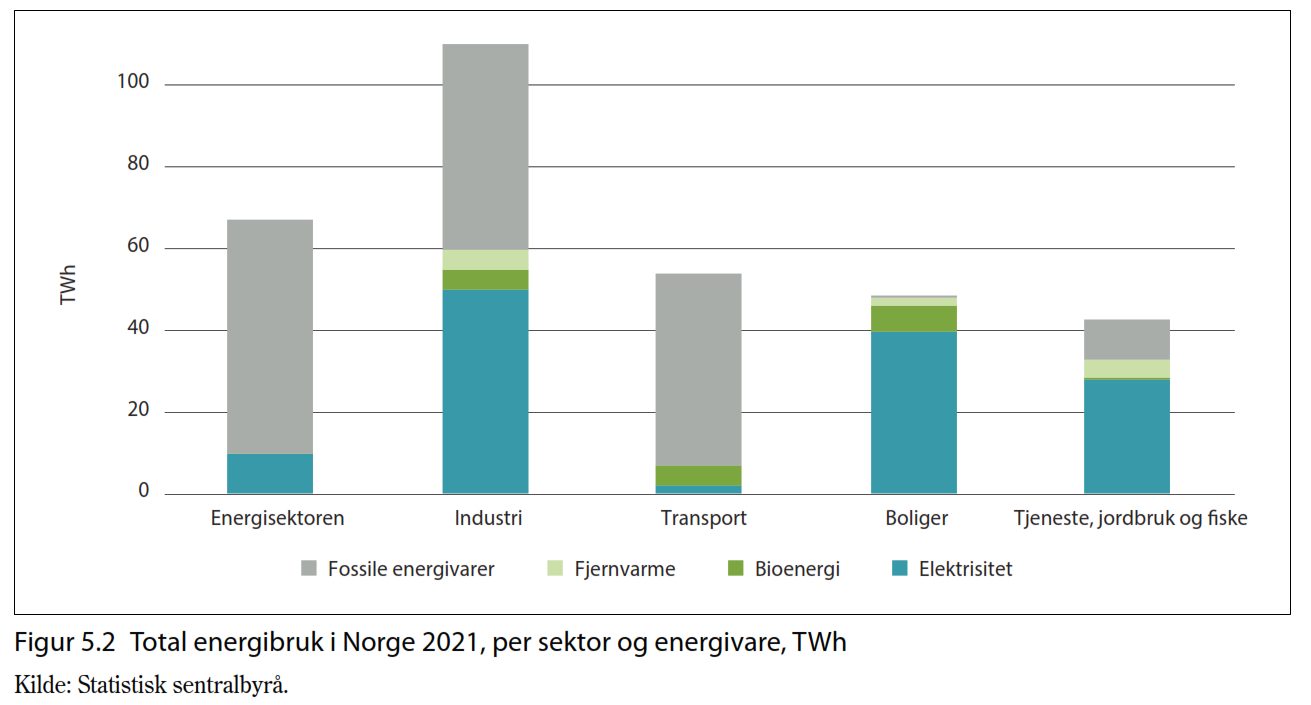 100
80
60
40
20
0
TWh
Energisektoren
Industri
Transport
Boliger
Tjeneste, jordbruk og fiske
Fossile energivarer
Fjernvarme
Bioenergi
Elektrisitet
Figur 5.2 Total energibruk i Norge 2021, per sektor og energivare, TWh
Kilde: Statistisk sentralbyrå.